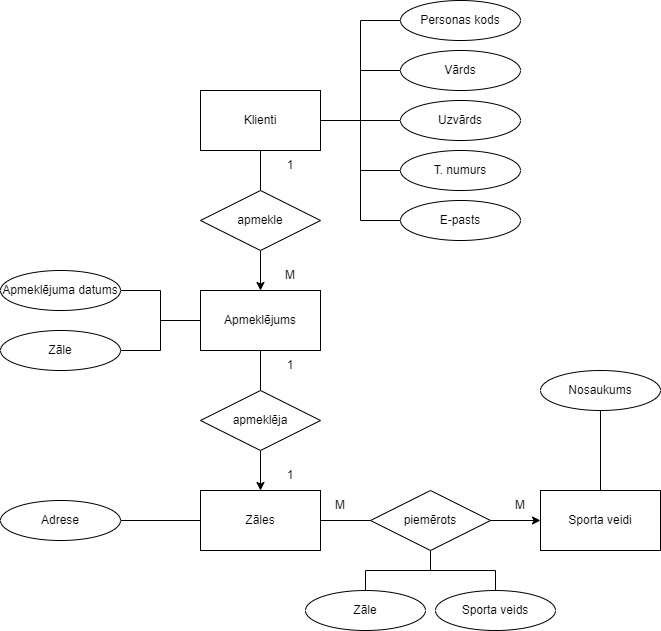 Personas kods
Vārds
Klienti
Uzvārds
T. numurs
E-pasts
1
apmekle
M
Apmeklējuma datums
Apmeklējums
Zāle
1
apmeklēja
Nosaukums
1
Adrese
Zāles
M
piemērots
M
Sporta veidi
Zāle
Sporta veids